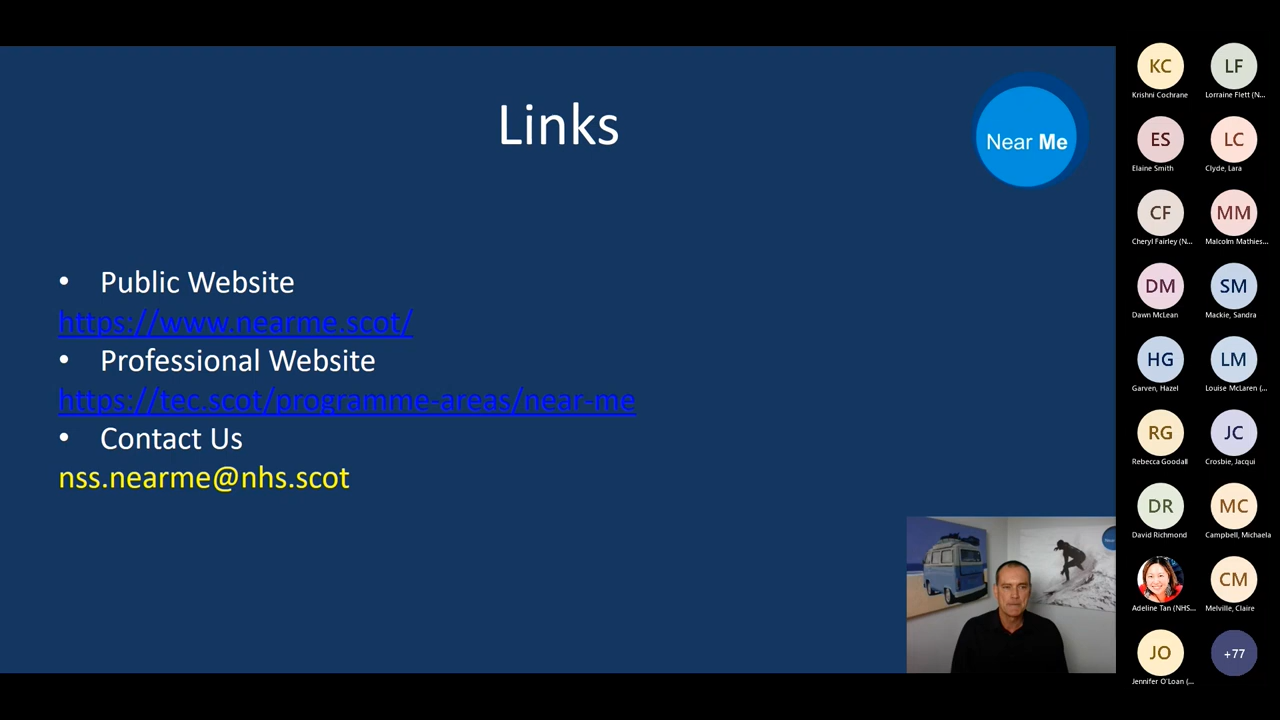 Links
Near Me
• Public Website
https://www.nearme.scot/
• Professional Website
https://tec.scot/programme-areas/near-me
• Contact Us
nss.nearme@nhs.scot
KC
LF
Krishni Cochrane
Lorraine Flett (N...
ES
LC
Elaine Smith
Clyde, Lara
CF
MM
Cheryl Fairley (N...
Malcolm Mathies...
DM
SM
Dawn McLean
Mackie, Sandra
HG
LM
Garven, Hazel
Louise McLaren (...
RG
JC
Rebecca Goodall
Crosbie, Jacqui
DR
MC
David Richmond
Campbell, Michaela
CM
Adeline Tan (NHS...
Melville, Claire
JO
+77
Jennifer O'Loan (...